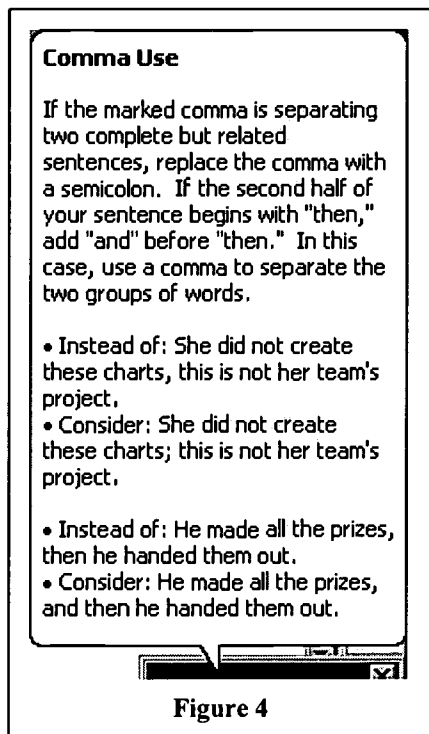 Comma Use
If the marked comma is separating
two complete but related
sentences, replace the comma with
a semicolon.  If the second half of
your sentence begins with "then,"
add "and" before "then."  In this
case, use a comma to separate the
two groups of words.
• Instead of: She did not create
these charts, this is not her team's
project.
• Consider: She did not create
these charts; this is not her team's
project.
• Instead of: He made all the prizes,
then he handed them out.
• Consider: He made all the prizes,
and then he handed them out.
Figure 4